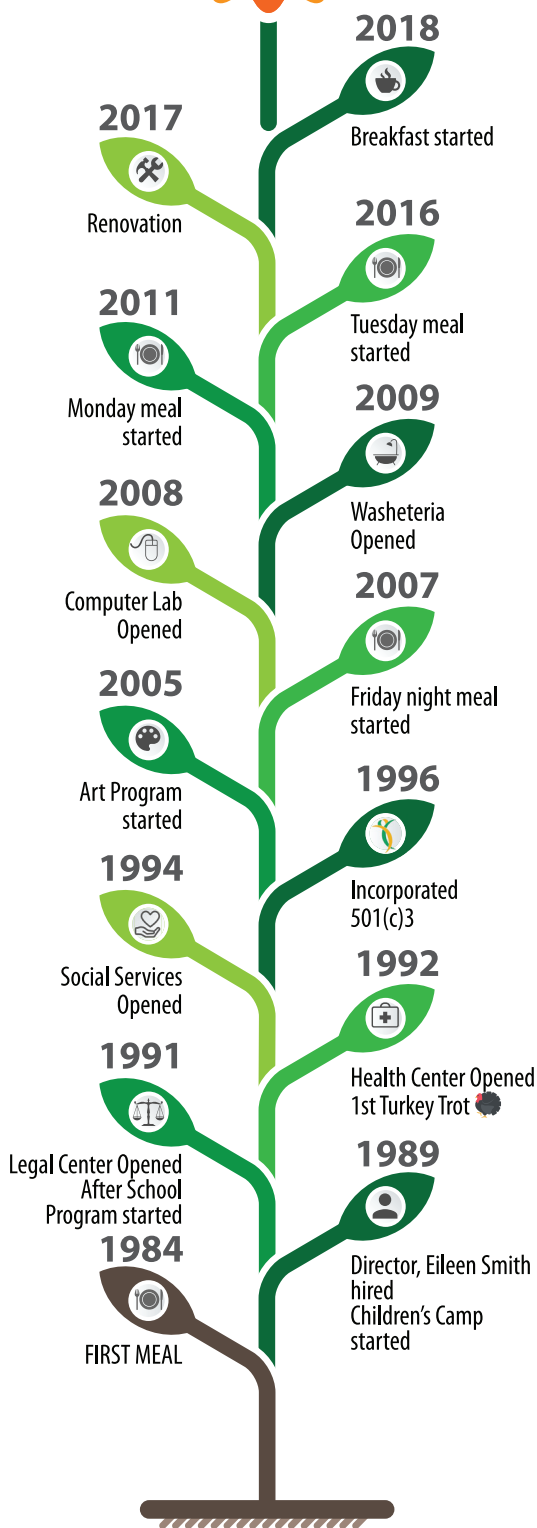 2018
Breakfast started
2017
Renovation
2016
Tuesday meal
started
2011
Monday meal
started
2009
Washeteria
Opened
2008
Computer Lab
Opened
2007
Friday night meal
started
2005
Art Program
started
1996
Incorporated
501(c)3
1994
Social Services
Opened
1992
Health Center Opened
1st Turkey Trot
1991
Legal Center Opened
After School
Program started
1989
Director, Eileen Smith
hired
Children's Camp
started
1984
FIRST MEAL